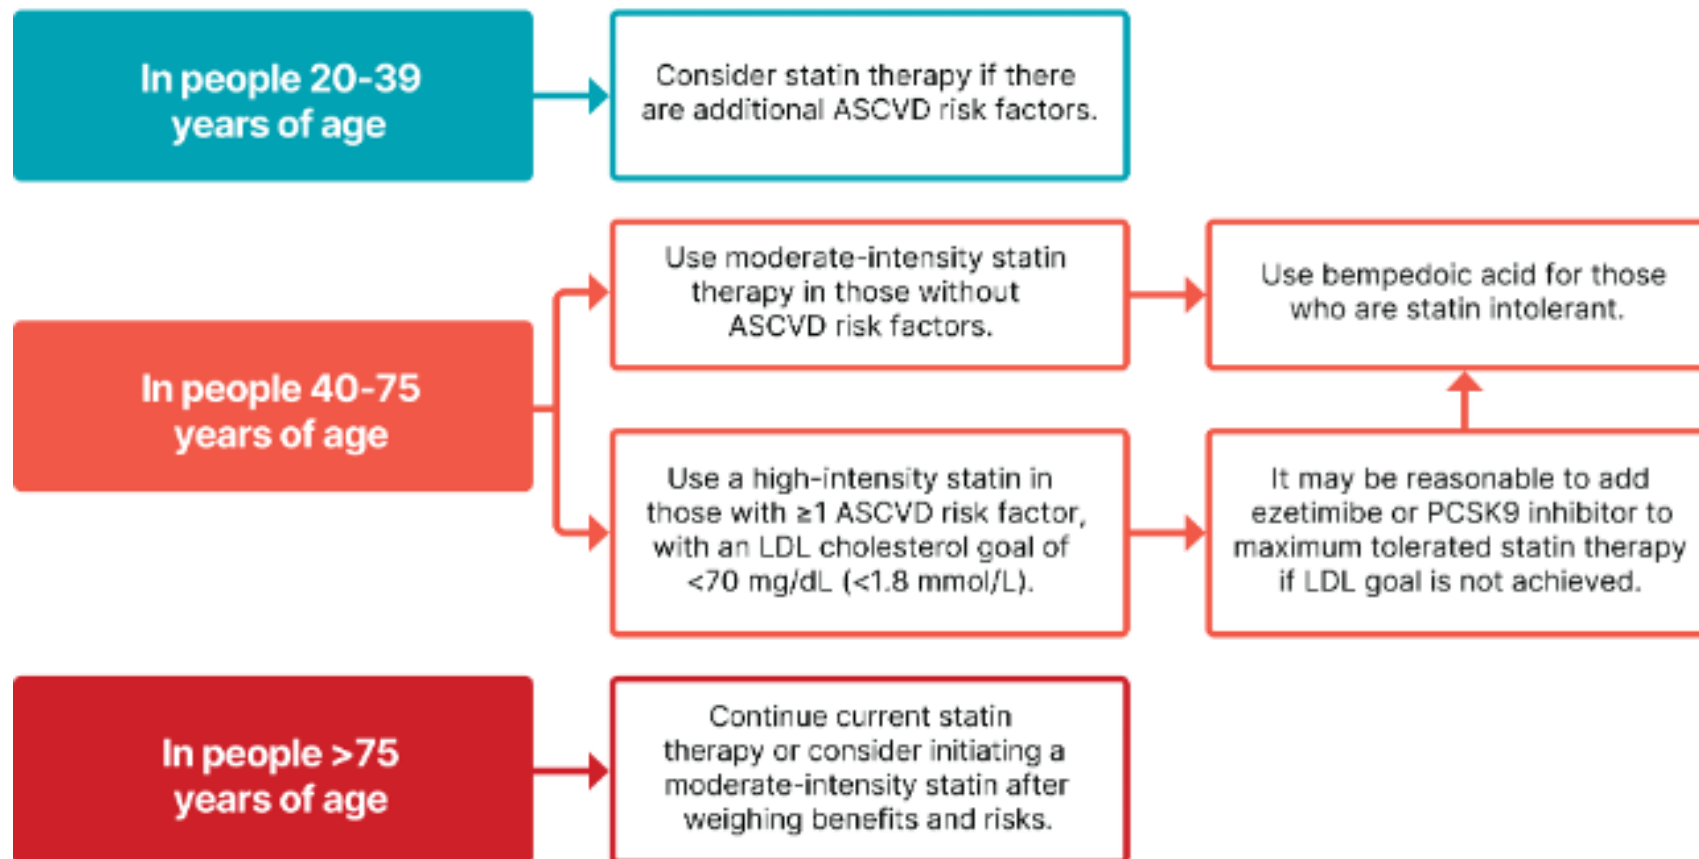 In people 20-39
years of age
Consider statin therapy if there
are additional ASCVD risk factors.
In people 40-75
years of age
Use moderate-intensity statin
therapy in those without
ASCVD risk factors.
Use bempedoic acid for those
who are statin intolerant.
Use a high-intensity statin in
those with ≥1 ASCVD risk factor,
with an LDL cholesterol goal of
<70 mg/dL (<1.8 mmol/L).
It may be reasonable to add
ezetimibe or PCSK9 inhibitor to
maximum tolerated statin therapy
if LDL goal is not achieved.
In people >75
years of age
Continue current statin
therapy or consider initiating a
moderate-intensity statin after
weighing benefits and risks.